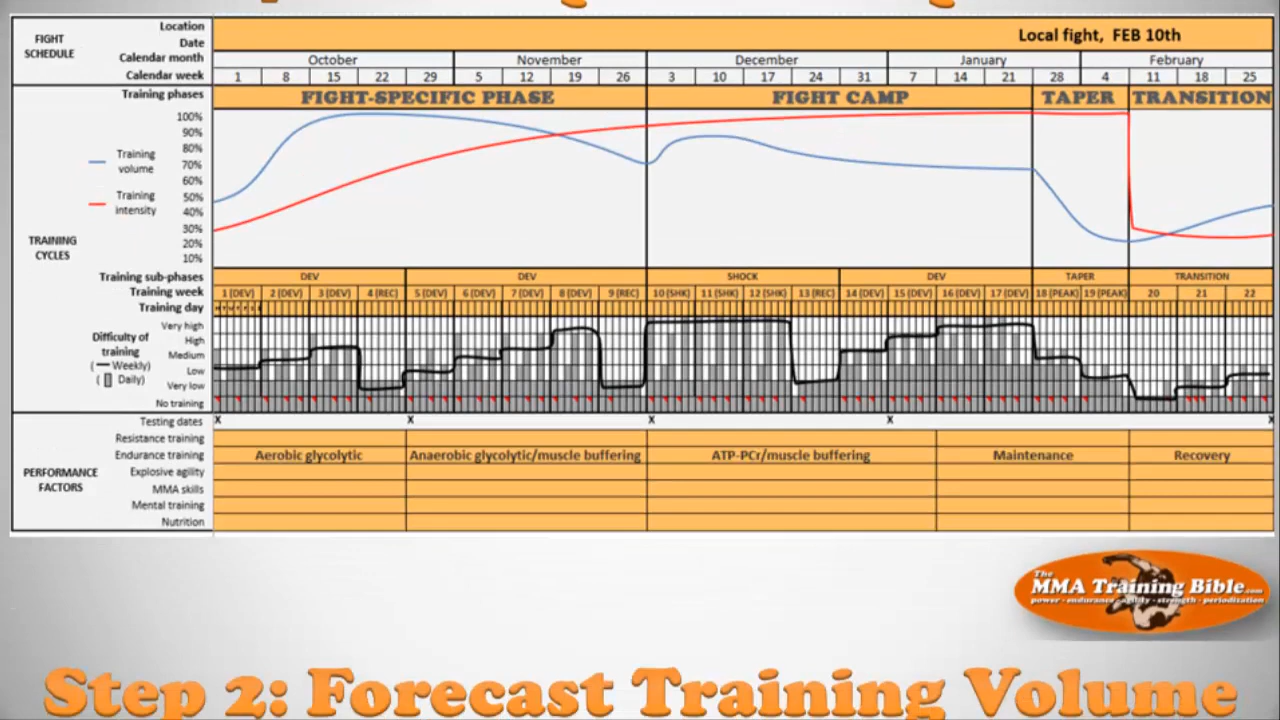 Location
FIGHT SCHEDULE
Local fight, FEB 10th
Date
Calendar month October November December January February
Calendar week 1 8 15 22 29 5 12 19 26 3 10 17 24 31 7 14 21 28 4 11 18 25
Training phases FIGHT-SPECIFIC PHASE FIGHT CAMP TAPER TRANSITION
100%
90%
80%
70%
60%
50%
40%
30%
20%
10%
Training volume
Training intensity
TRAINING CYCLES
Training sub-phases DEV DEV SHOCK DEV TAPER TRANSITION
Training week 1 (DEV) 2 (DEV) 3 (DEV) 4 (REC) 5 (DEV) 6 (DEV) 7 (DEV) 8 (DEV) 9 (REC) 10 (SHK) 11 (SHK) 12 (SHK) 13 (REC) 14 (DEV) 15 (DEV) 16 (DEV) 17 (DEV) 18 (PEAK) 19 (PEAK) 20 21 22
Training day
Difficulty of training
( Weekly)
( Daily)
Very high
High
Medium
Low
Very low
No training
Testing dates X X X X X
PERFORMANCE FACTORS
Resistance training
Endurance training Aerobic glycolytic Anaerobic glycolytic/muscle buffering ATP-PCr/muscle buffering Maintenance Recovery
Explosive agility
MMA skills
Mental training
Nutrition
The
MMA Training Bible.com
power - endurance - agility - strength - periodization
Step 2: Forecast Training Volume